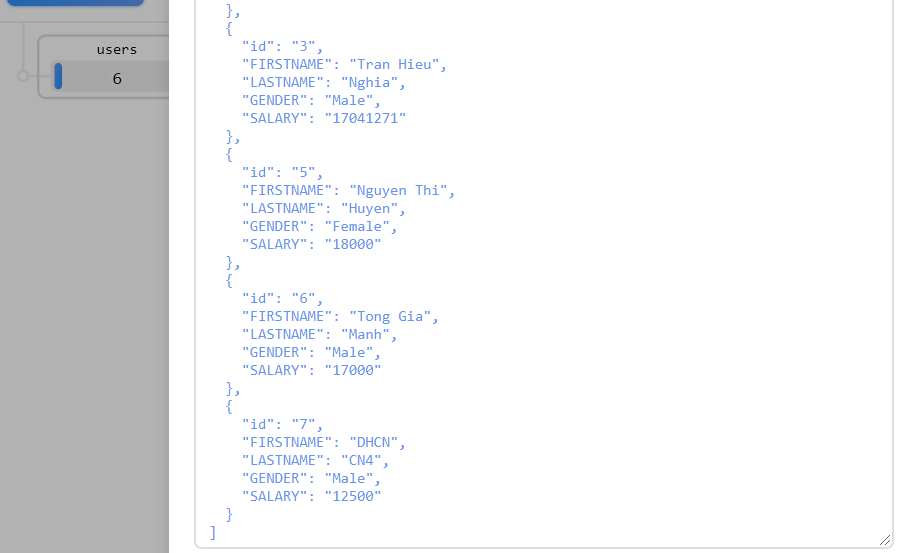 users
6
},
{
"id": "3",
"FIRSTNAME": "Tran Hieu",
"LASTNAME": "Nghia",
"GENDER": "Male",
"SALARY": "17041271"
},
{
"id": "5",
"FIRSTNAME": "Nguyen Thi",
"LASTNAME": "Huyen",
"GENDER": "Female",
"SALARY": "18000"
},
{
"id": "6",
"FIRSTNAME": "Tong Gia",
"LASTNAME": "Manh",
"GENDER": "Male",
"SALARY": "17000"
},
{
"id": "7",
"FIRSTNAME": "DHCN",
"LASTNAME": "CN4",
"GENDER": "Male",
"SALARY": "12500"
}
]